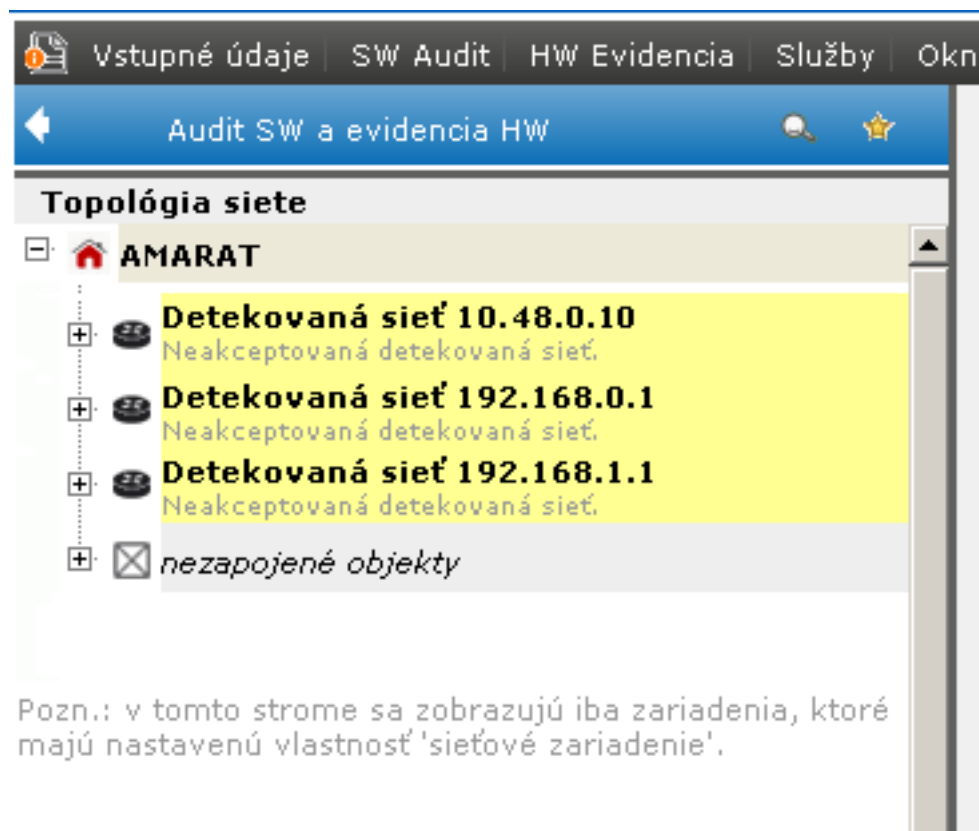 Vstupné údaje SW Audit HW Evidencia Služby Okn
Audit SW a evidencia HW
Topológia siete
AMARAT
Detekovaná sieť 10.48.0.10
Neakceptovaná detekovaná sieť.
Detekovaná sieť 192.168.0.1
Neakceptovaná detekovaná sieť.
Detekovaná sieť 192.168.1.1
Neakceptovaná detekovaná sieť.
nezapojené objekty
Pozn.: v tomto strome sa zobrazujú iba zariadenia, ktoré
majú nastavenú vlastnosť 'sieťové zariadenie'.